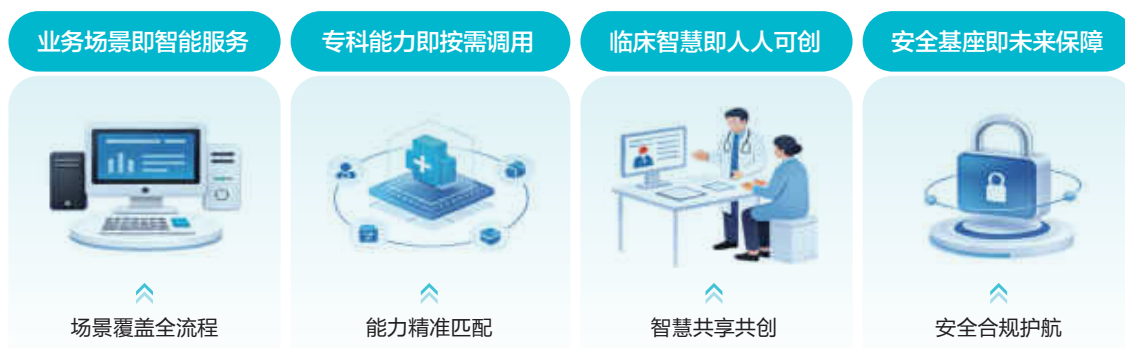 业务场景即智能服务
专科能力即按需调用
临床智慧即人人可创
安全基座即未来保障
场景覆盖全流程
能力精准匹配
智慧共享共创
安全合规护航